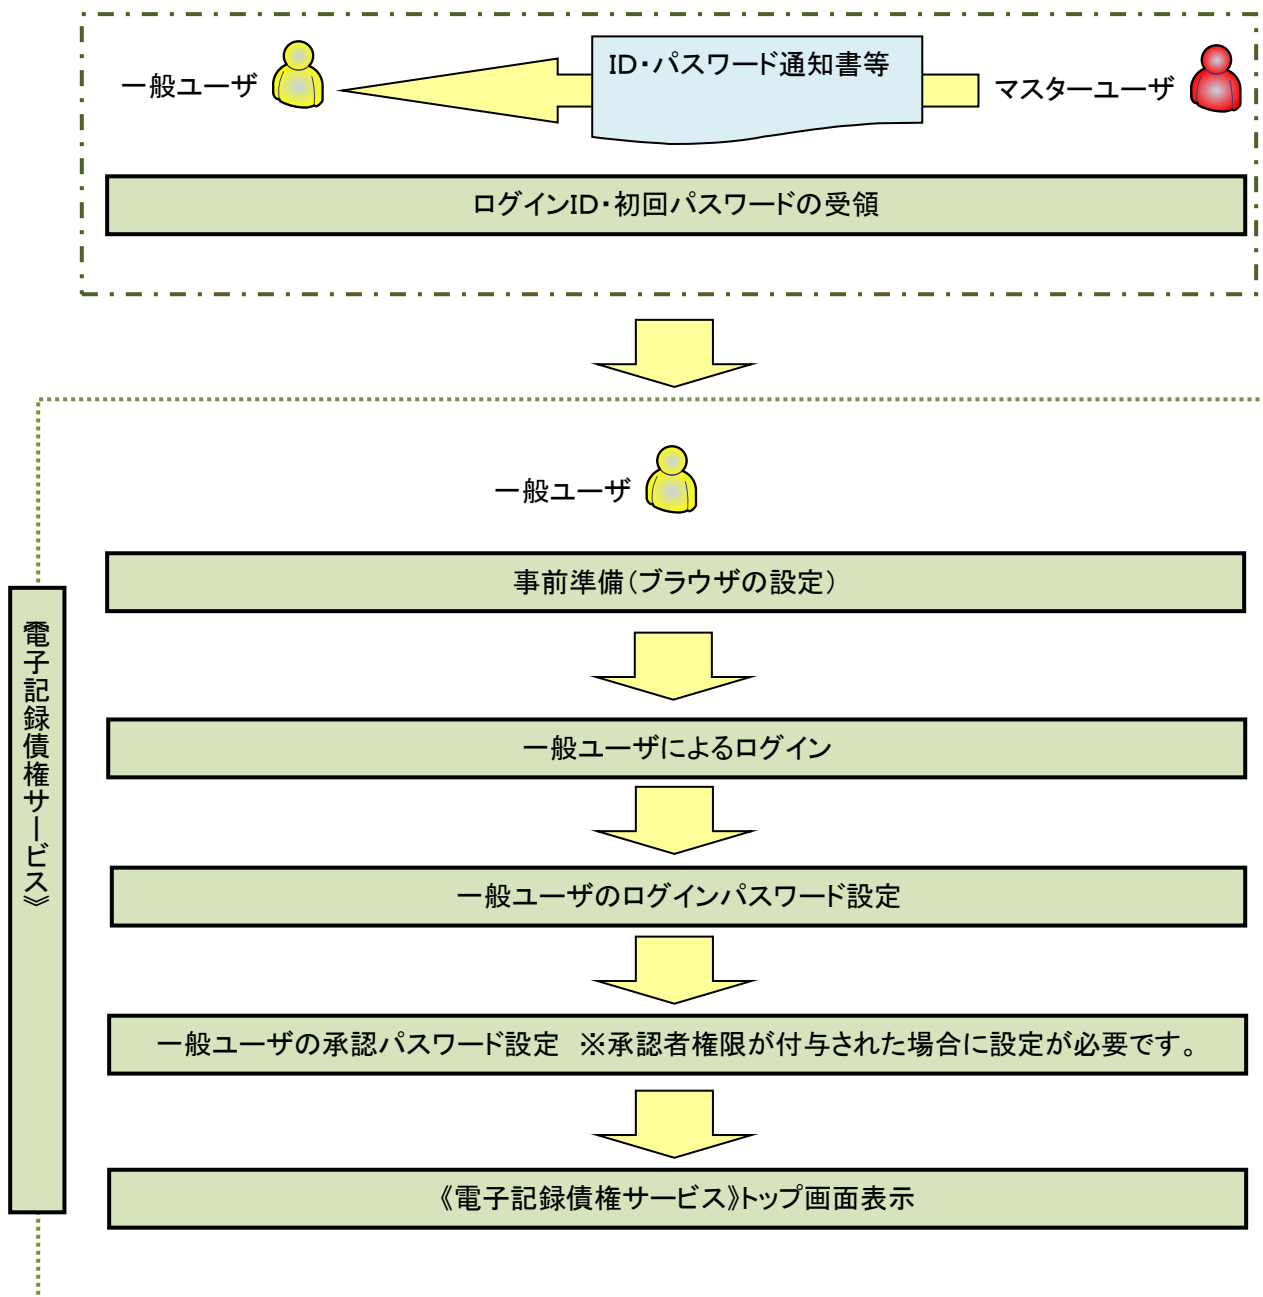 ID・パスワード通知書等
一般ユーザ
マスターユーザ
ログインID・初回パスワードの受領
一般ユーザ
事前準備（ブラウザの設定）
電子記録債権サービス》
一般ユーザによるログイン
一般ユーザのログインパスワード設定
一般ユーザの承認パスワード設定　※承認者権限が付与された場合に設定が必要です。
《電子記録債権サービス》トップ画面表示